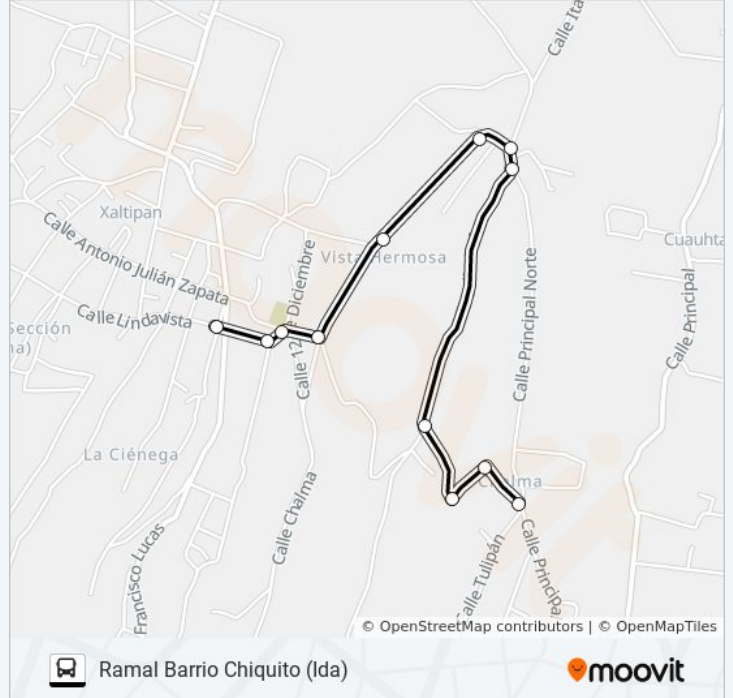 Calle Ita
Xaltipan
Calle Antonio Julián Zapata
Vista Hermosa
Cuauhta
Calle Lindavista
Calle 12 de Diciembre
Calle Principal Norte
Calle Principal
Sección
na)
La Ciénega
Chalma
Calle Chalma
Francisco Lucas
Calle Tulipán
Calle Principa
© OpenStreetMap contributors | © OpenMapTiles
Ramal Barrio Chiquito (Ida)
moovit